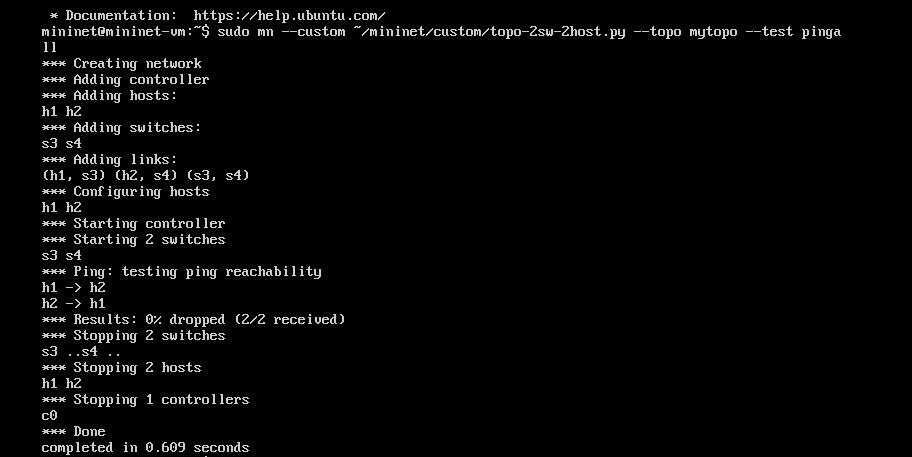 * Documentation:  https://help.ubuntu.com/
mininet@mininet-vm:~$ sudo mn --custom ~/mininet/custom/topo-2sw-2host.py --topo mytopo --test pinga
ll
*** Creating network
*** Adding controller
*** Adding hosts:
h1 h2
*** Adding switches:
s3 s4
*** Adding links:
(h1, s3) (h2, s4) (s3, s4)
*** Configuring hosts
h1 h2
*** Starting controller
*** Starting 2 switches
s3 s4
*** Ping: testing ping reachability
h1 -> h2
h2 -> h1
*** Results: 0% dropped (2/2 received)
*** Stopping 2 switches
s3 ..s4 ..
*** Stopping 2 hosts
h1 h2
*** Stopping 1 controllers
c0
*** Done
completed in 0.609 seconds